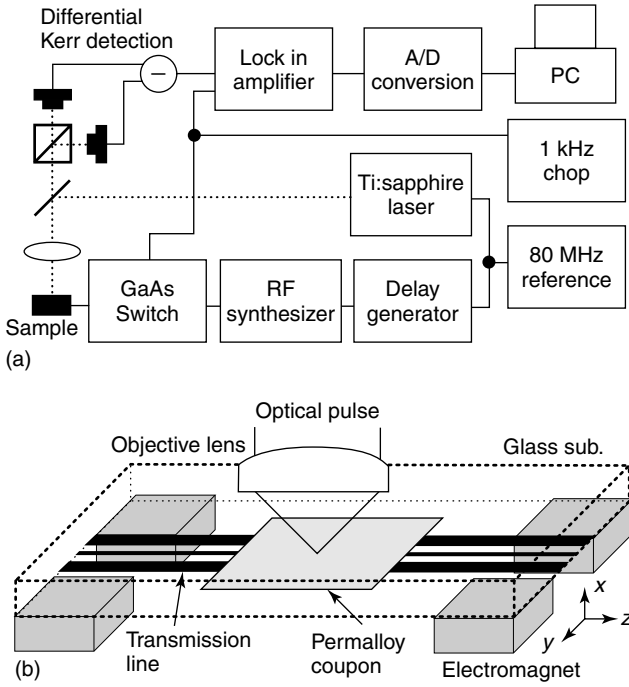 Differential
Kerr detection
−
Lock in
amplifier
A/D
conversion
PC
1 kHz
chop
Ti:sapphire
laser
80 MHz
reference
GaAs
Switch
RF
synthesizer
Delay
generator
Sample
(a)
Optical pulse
Objective lens
Glass sub.
Transmission
line
Permalloy
coupon
Electromagnet
x
y
z
(b)